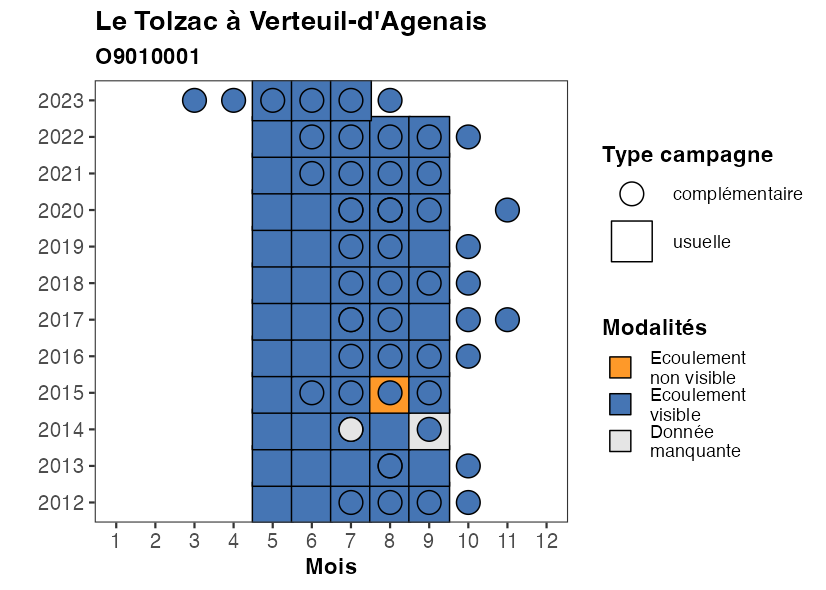 Le Tolzac à Verteuil-d'Agenais
O9010001
2023
2022
2021
2020
2019
2018
2017
2016
2015
2014
2013
2012
1 2 3 4 5 6 7 8 9 10 11 12
Mois
Type campagne
complémentaire
usuelle
Modalités
Ecoulement
non visible
Ecoulement
visible
Donnée
manquante